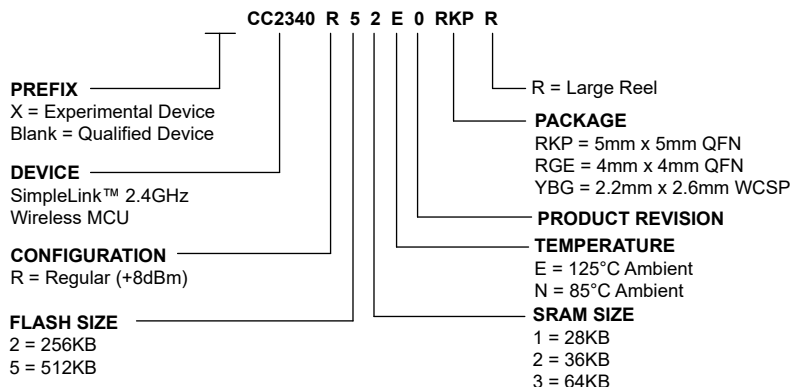 CC2340 R 5 2 E 0 RKP R
PREFIX
X = Experimental Device
Blank = Qualified Device
DEVICE
SimpleLink™ 2.4GHz
Wireless MCU
CONFIGURATION
R = Regular (+8dBm)
FLASH SIZE
2 = 256KB
5 = 512KB
R = Large Reel
PACKAGE
RKP = 5mm x 5mm QFN
RGE = 4mm x 4mm QFN
YBG = 2.2mm x 2.6mm WCSP
PRODUCT REVISION
TEMPERATURE
E = 125°C Ambient
N = 85°C Ambient
SRAM SIZE
1 = 28KB
2 = 36KB
3 = 64KB